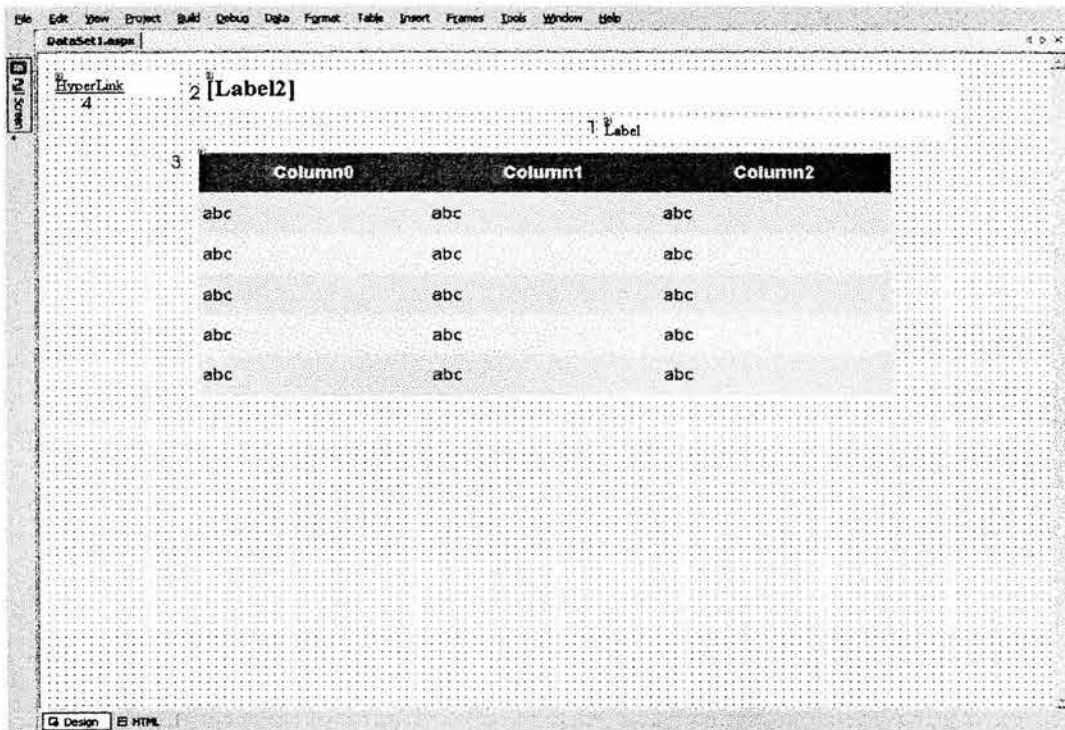 File Edit View Project Build Debug Data Format Table Insert Frames Tools Window Help
DataSet1.aspx
Full Screen
HyperLink
4
2 [Label2]
1 Label
3
Column0 Column1 Column2
abc abc abc
abc abc abc
abc abc abc
abc abc abc
abc abc abc
Design HTML